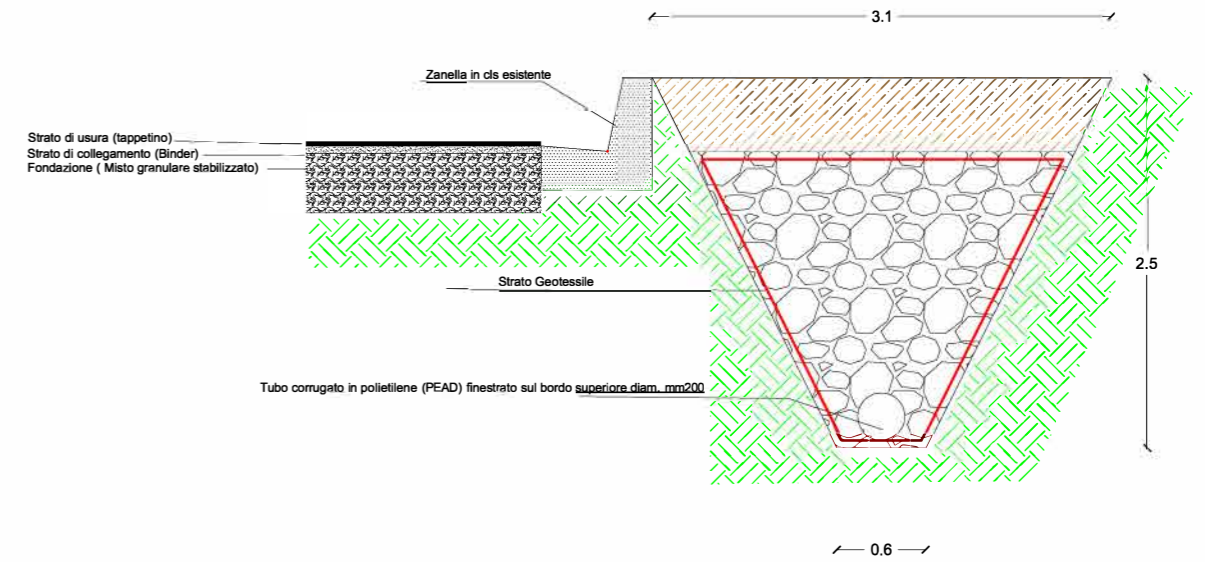 3.1
Zanella in cls esistente
Strato di usura (tappetino)
Strato di collegamento (Binder)
Fondazione ( Misto granulare stabilizzato)
2.5
Strato Geotessile
Tubo corrugato in polietilene (PEAD) finestrato sul bordo superiore diam. mm200
0.6